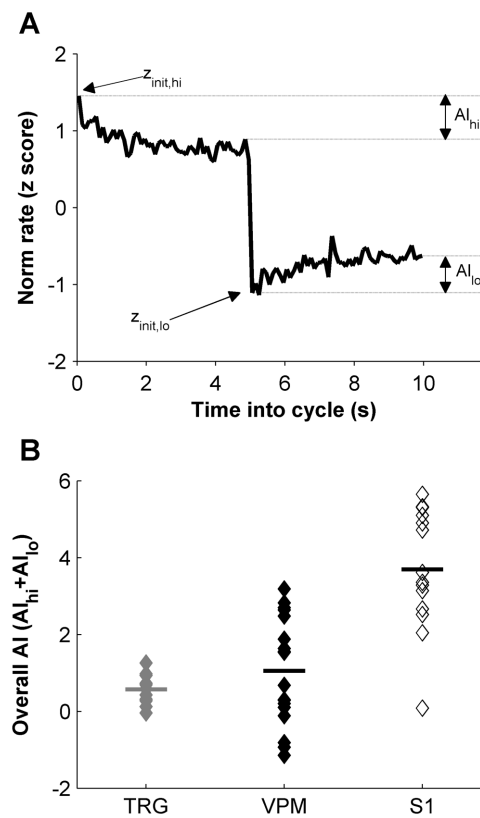 A
2
1
0
-1
-2
Norm rate (z score)
z_init,hi
z_init,lo
AI_hi
AI_lo
0 2 4 6 8 10
Time into cycle (s)
B
6
4
2
0
-2
Overall AI (AI_hi+AI_lo)
TRG VPM S1